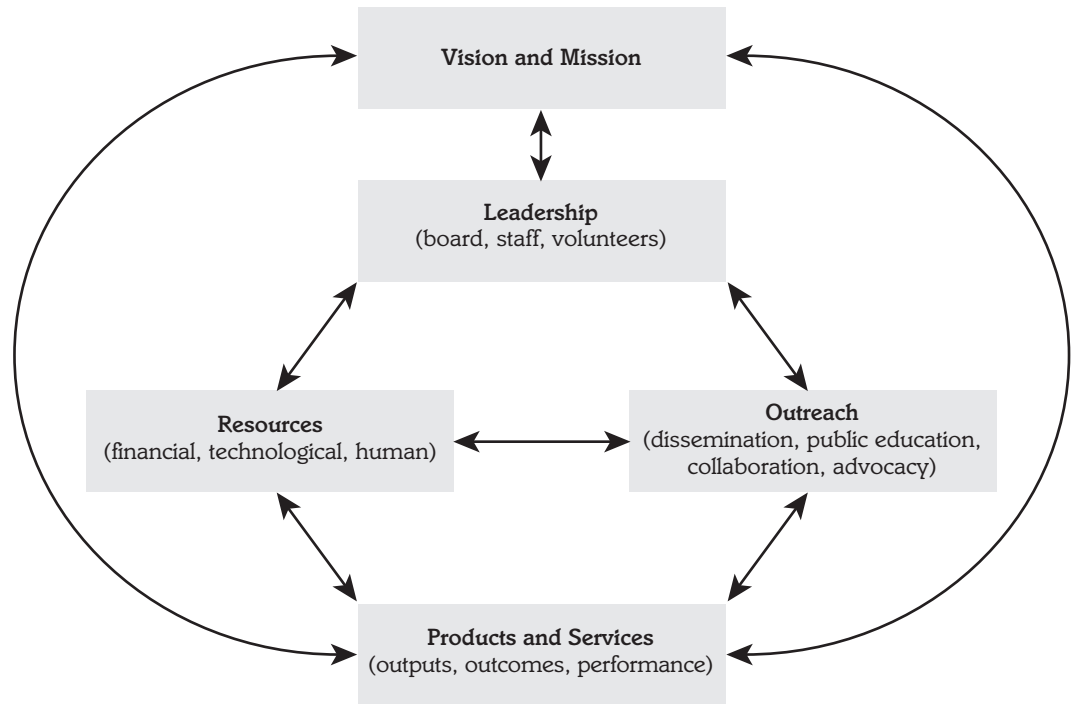 Vision and Mission
Leadership
(board, staff, volunteers)
Resources
(financial, technological, human)
Outreach
(dissemination, public education,
collaboration, advocacy)
Products and Services
(outputs, outcomes, performance)